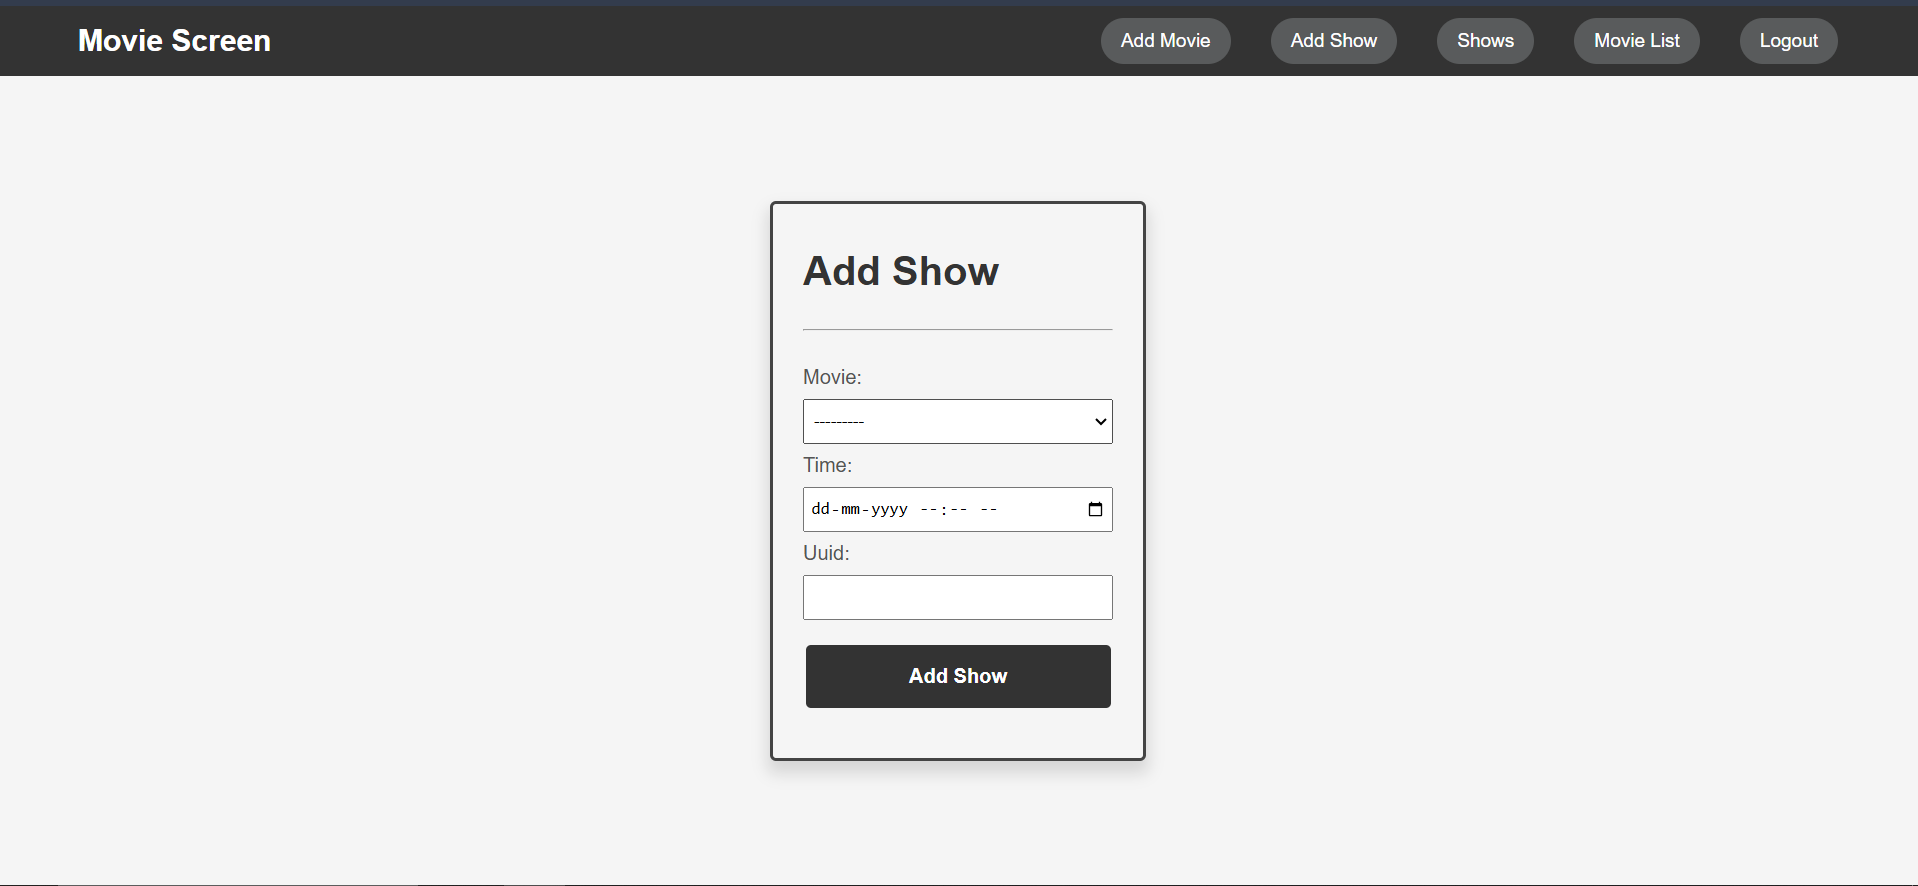 Movie Screen
Add Movie
Add Show
Shows
Movie List
Logout
Add Show
Movie:
---------
Time:
dd-mm-yyyy --:-- --
Uuid:
Add Show